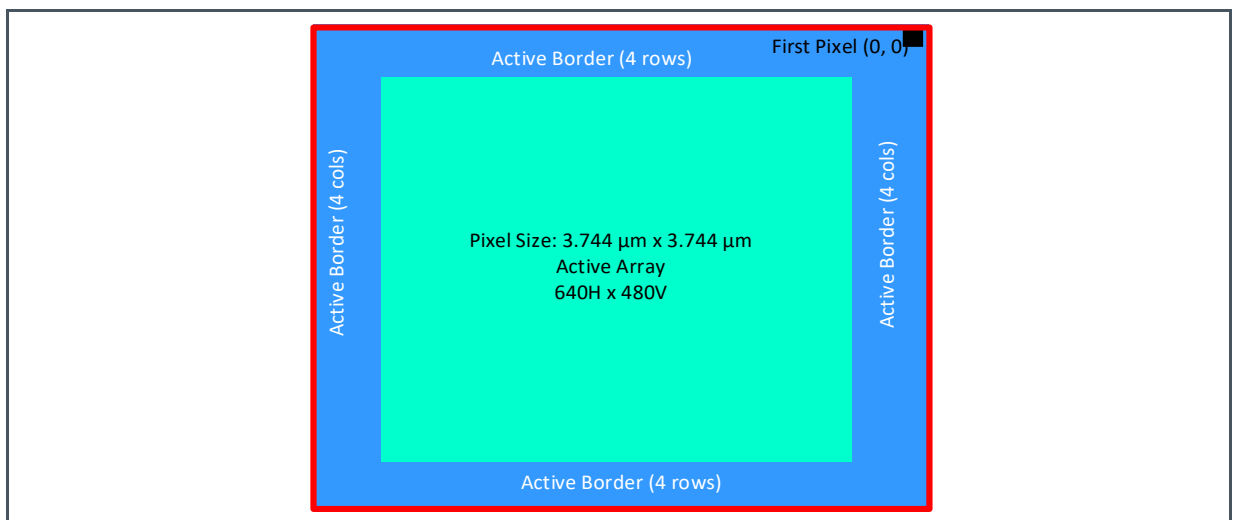 First Pixel (0, 0)
Active Border (4 rows)
Active Border (4 cols)
Pixel Size: 3.744 µm x 3.744 µm
Active Array
640H x 480V
Active Border (4 cols)
Active Border (4 rows)